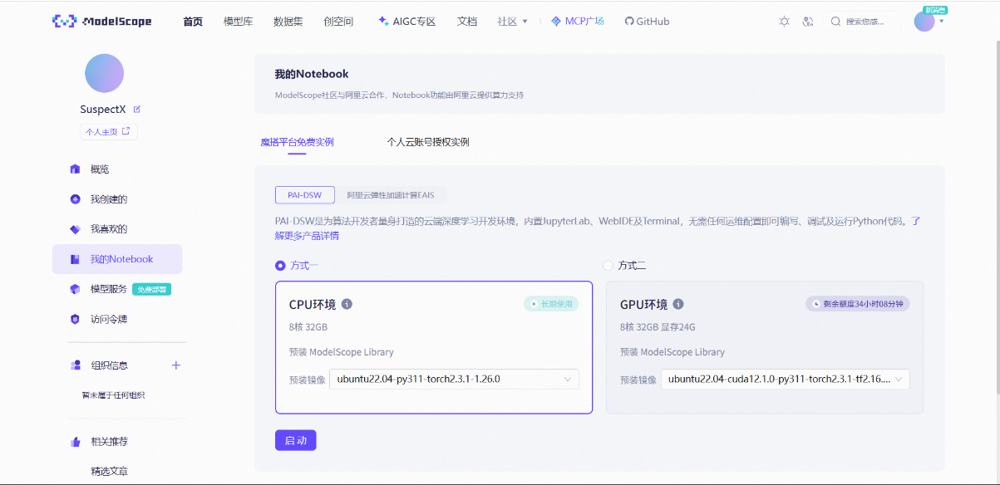 ModelScope
首页
模型库
数据集
创空间
AIGC专区
文档
社区
MCP广场
GitHub
搜索您感...
新消息
SuspectX
个人主页
概览
我创建的
我喜欢的
我的Notebook
模型服务
免费部署
访问令牌
组织信息
暂未属于任何组织
相关推荐
精选文章
我的Notebook
ModelScope社区与阿里云合作，Notebook功能由阿里云提供算力支持
魔搭平台免费实例
个人云账号授权实例
PAI-DSW
阿里云弹性加速计算EAIS
PAI-DSW是为算法开发者量身打造的云端深度学习开发环境，内置JupyterLab、WebIDE及Terminal，无需任何运维配置即可编写、调试及运行Python代码。了
解更多产品详情
方式一
CPU环境
长期使用
8核 32GB
预装 ModelScope Library
预装镜像
ubuntu22.04-py311-torch2.3.1-1.26.0
方式二
GPU环境
剩余额度34小时08分钟
8核 32GB 显存24G
预装 ModelScope Library
预装镜像
ubuntu22.04-cuda12.1.0-py311-torch2.3.1-tf2.16....
启动